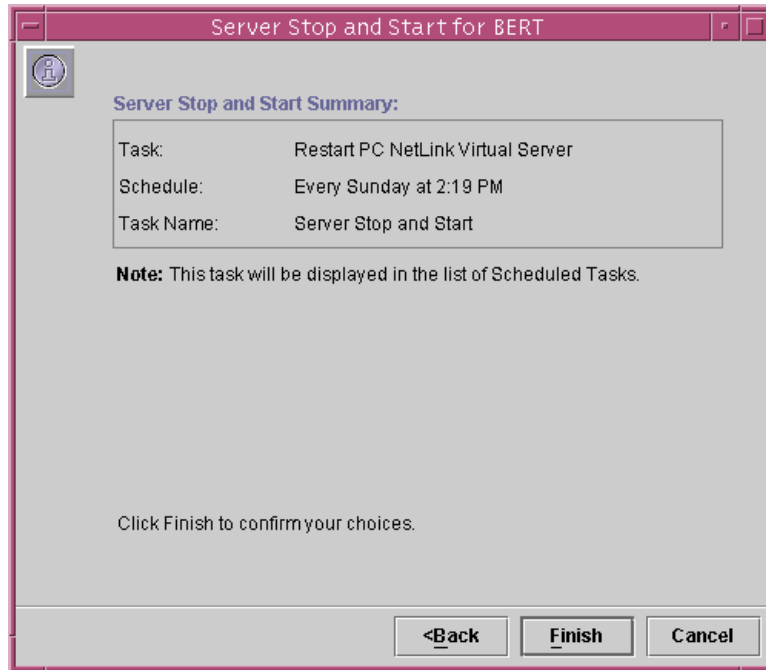 Server Stop and Start for BERT
Server Stop and Start Summary:
Task: Restart PC NetLink Virtual Server
Schedule: Every Sunday at 2:19 PM
Task Name: Server Stop and Start
Note: This task will be displayed in the list of Scheduled Tasks.
Click Finish to confirm your choices.
<Back Finish Cancel